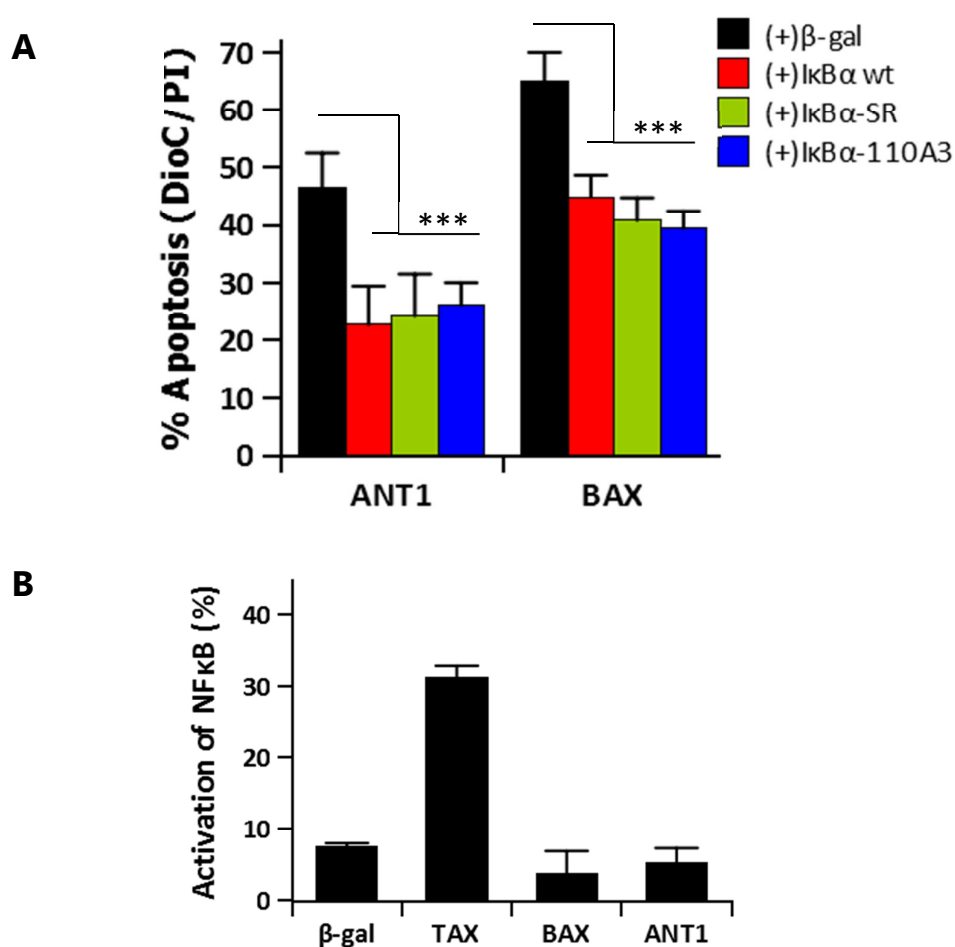 A
% Apoptosis (DioC/PI)
70
60
50
40
30
20
10
0
***
***
ANT1 BAX
(+)β-gal
(+)IκBα wt
(+)IκBα-SR
(+)IκBα-110A3
B
Activation of NFκB (%)
40
30
20
10
0
β-gal TAX BAX ANT1